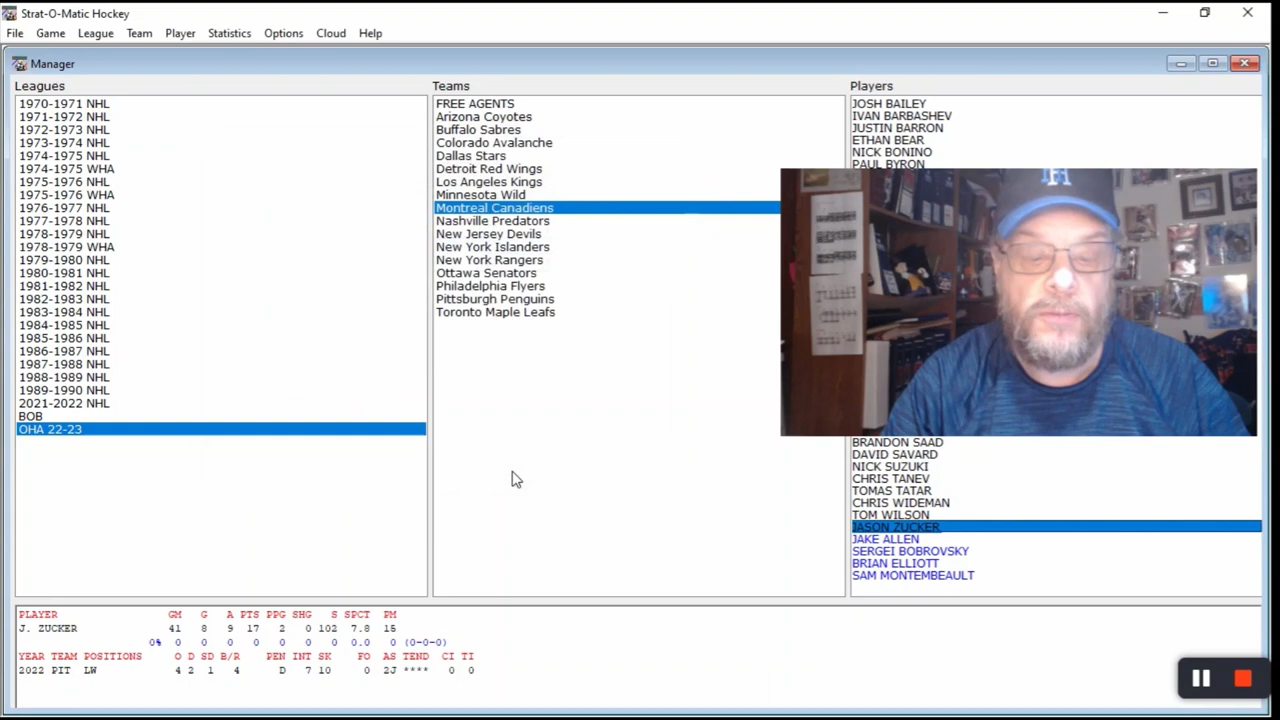 Strat-O-Matic Hockey
File Game League Team Player Statistics Options Cloud Help
Manager
Leagues
1970-1971 NHL
1971-1972 NHL
1972-1973 NHL
1973-1974 NHL
1974-1975 NHL
1974-1975 WHA
1975-1976 NHL
1975-1976 WHA
1976-1977 NHL
1977-1978 NHL
1978-1979 NHL
1978-1979 WHA
1979-1980 NHL
1980-1981 NHL
1981-1982 NHL
1982-1983 NHL
1983-1984 NHL
1984-1985 NHL
1985-1986 NHL
1986-1987 NHL
1987-1988 NHL
1988-1989 NHL
1989-1990 NHL
2021-2022 NHL
BOB
OHA 22-23
Teams
FREE AGENTS
Arizona Coyotes
Buffalo Sabres
Colorado Avalanche
Dallas Stars
Detroit Red Wings
Los Angeles Kings
Minnesota Wild
Montreal Canadiens
Nashville Predators
New Jersey Devils
New York Islanders
New York Rangers
Ottawa Senators
Philadelphia Flyers
Pittsburgh Penguins
Toronto Maple Leafs
Players
JOSH BAILEY
IVAN BARBASHEV
JUSTIN BARRON
ETHAN BEAR
NICK BONINO
PAUL BYRON
BRANDON SAAD
DAVID SAVARD
NICK SUZUKI
CHRIS TANEV
TOMAS TATAR
CHRIS WIDEMAN
TOM WILSON
JASON ZUCKER
JAKE ALLEN
SERGEI BOBROVSKY
BRIAN ELLIOTT
SAM MONTEMBEAULT
PLAYER GM G A PTS PPG SHG S SPCT PM
J. ZUCKER 41 8 9 17 2 0 102 7.8 15
0% 0 0 0 0 0 0 0.0 0 (0-0-0)
YEAR TEAM POSITIONS O D SD B/R PEN INT SK FO AS TEND CI TI
2022 PIT LW 4 2 1 4 D 7 10 0 2J **** 0 0